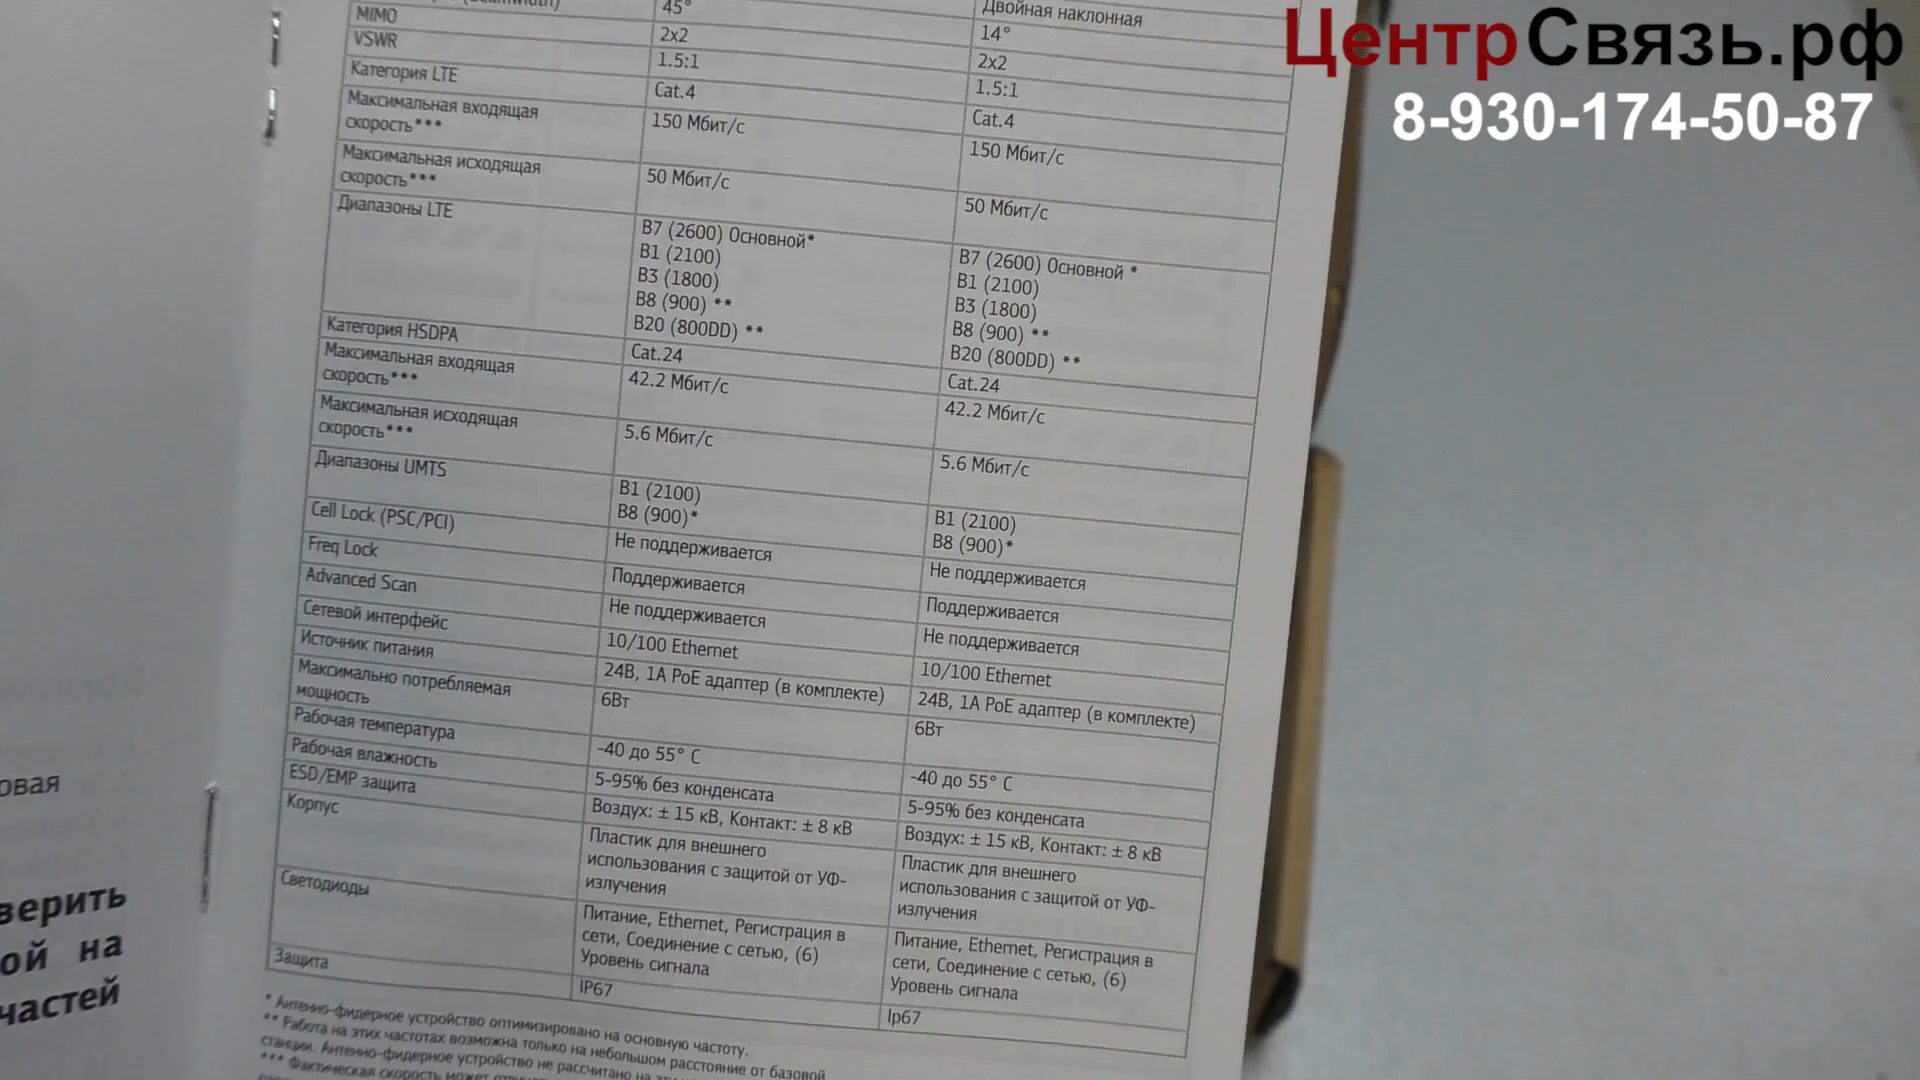 ЦентрСвязь.рф
8-930-174-50-87
45° Двойная наклонная
MIMO 2x2 14°
VSWR 1.5:1 2x2
Категория LTE Cat.4 1.5:1
Максимальная входящая 150 Мбит/с Cat.4
скорость*** 150 Мбит/с
Максимальная исходящая 50 Мбит/с
скорость*** 50 Мбит/с
Диапазоны LTE
B7 (2600) Основной* B7 (2600) Основной *
B1 (2100) B1 (2100)
B3 (1800) B3 (1800)
B8 (900) ** B8 (900) **
B20 (800DD) ** B20 (800DD) **
Категория HSDPA Cat.24 Cat.24
Максимальная входящая 42.2 Мбит/с 42.2 Мбит/с
скорость***
Максимальная исходящая 5.6 Мбит/с 5.6 Мбит/с
скорость***
Диапазоны UMTS B1 (2100) B1 (2100)
B8 (900)* B8 (900)*
Cell Lock (PSC/PCI) Не поддерживается Не поддерживается
Freq Lock Поддерживается Поддерживается
Advanced Scan Не поддерживается Не поддерживается
Сетевой интерфейс 10/100 Ethernet 10/100 Ethernet
Источник питания 24В, 1А PoE адаптер (в комплекте) 24В, 1А PoE адаптер (в комплекте)
Максимально потребляемая 6Вт 6Вт
мощность
Рабочая температура -40 до 55° С -40 до 55° С
Рабочая влажность 5-95% без конденсата 5-95% без конденсата
ESD/EMP защита Воздух: ± 15 кВ, Контакт: ± 8 кВ Воздух: ± 15 кВ, Контакт: ± 8 кВ
Корпус Пластик для внешнего Пластик для внешнего
использования с защитой от УФ- использования с защитой от УФ-
излучения излучения
Светодиоды Питание, Ethernet, Регистрация в Питание, Ethernet, Регистрация в
сети, Соединение с сетью, (6) сети, Соединение с сетью, (6)
Уровень сигнала Уровень сигнала
Защита IP67 Ip67
* Антенно-фидерное устройство оптимизировано на основную частоту.
** Работа на этих частотах возможна только на небольшом расстояние от базовой
станции. Антенно-фидерное устройство не рассчитано на
*** Фактическая скорость может
овая
верить
ой на
частей